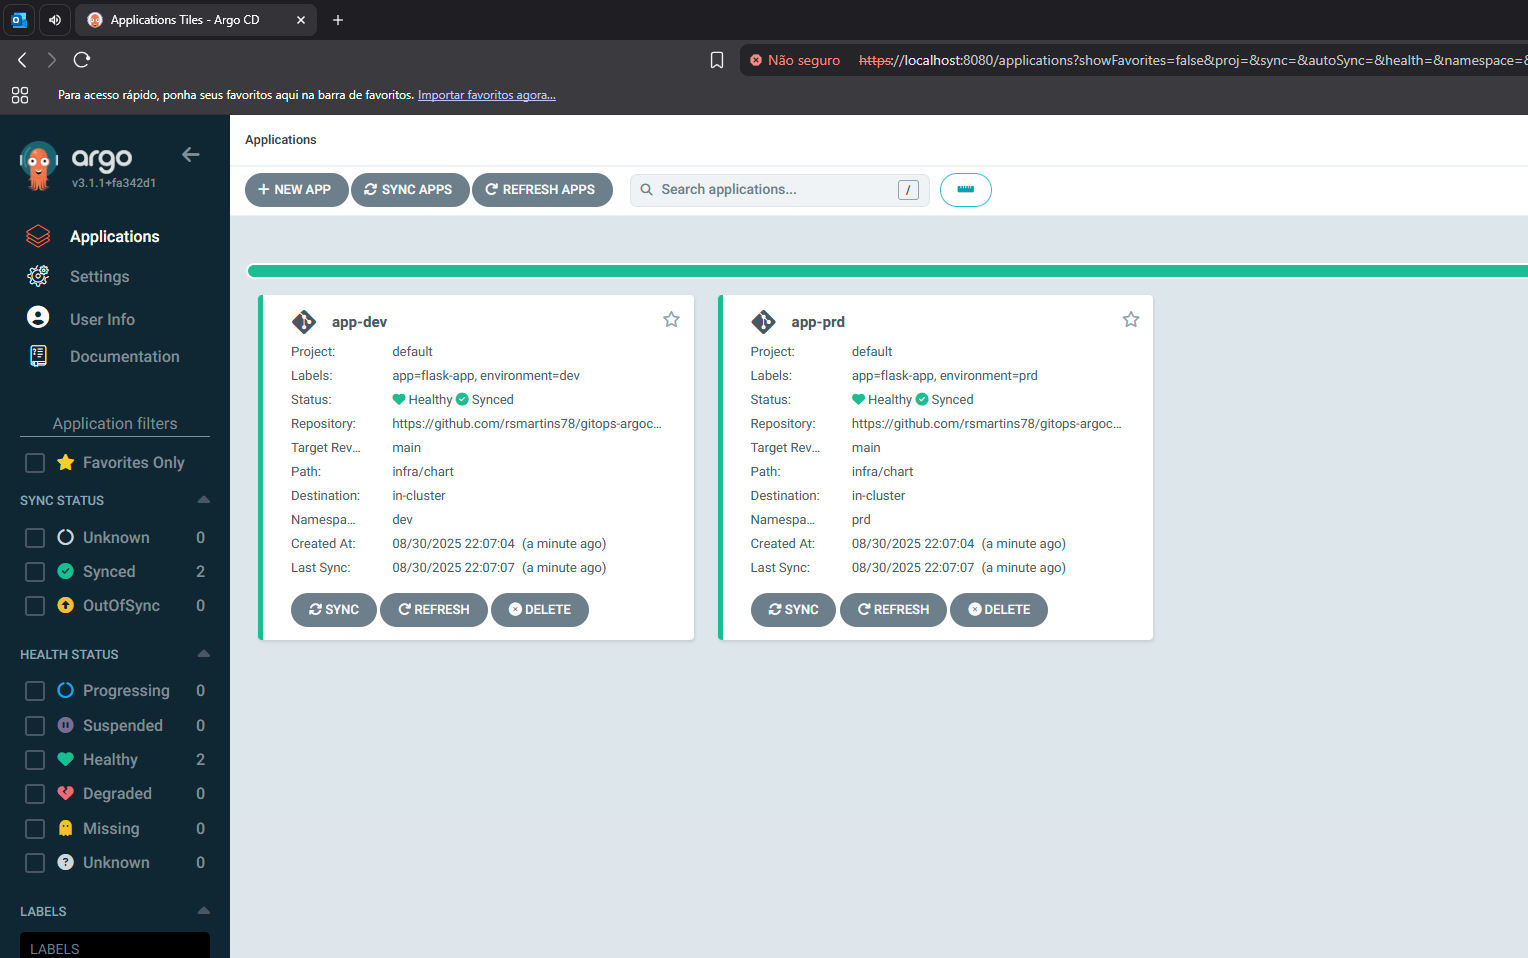 Applications Tiles - Argo CD
Não seguro https://localhost:8080/applications?showFavorites=false&proj=&sync=&autoSync=&health=&namespace=&
Para acesso rápido, ponha seus favoritos aqui na barra de favoritos. Importar favoritos agora...
argo
v3.1.1+fa342d1
Applications
Settings
User Info
Documentation
Application filters
Favorites Only
SYNC STATUS
Unknown 0
Synced 2
OutOfSync 0
HEALTH STATUS
Progressing 0
Suspended 0
Healthy 2
Degraded 0
Missing 0
Unknown 0
LABELS
LABELS
Applications
NEW APP SYNC APPS REFRESH APPS Search applications... /
app-dev
Project: default
Labels: app=flask-app, environment=dev
Status: Healthy Synced
Repository: https://github.com/rsmartins78/gitops-argoc...
Target Rev... main
Path: infra/chart
Destination: in-cluster
Namespa... dev
Created At: 08/30/2025 22:07:04 (a minute ago)
Last Sync: 08/30/2025 22:07:07 (a minute ago)
SYNC REFRESH DELETE
app-prd
Project: default
Labels: app=flask-app, environment=prd
Status: Healthy Synced
Repository: https://github.com/rsmartins78/gitops-argoc...
Target Rev... main
Path: infra/chart
Destination: in-cluster
Namespa... prd
Created At: 08/30/2025 22:07:04 (a minute ago)
Last Sync: 08/30/2025 22:07:07 (a minute ago)
SYNC REFRESH DELETE